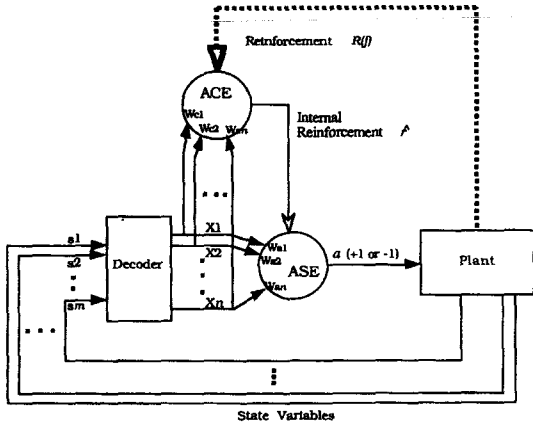 Reinforcement R(f)
ACE
Wc1
Wc2
Internal
Reinforcement
s1
s2
sm
Decoder
X1
X2
Xn
Wa1
Wa2
Wan
ASE
a (+1 or -1)
Plant
State Variables